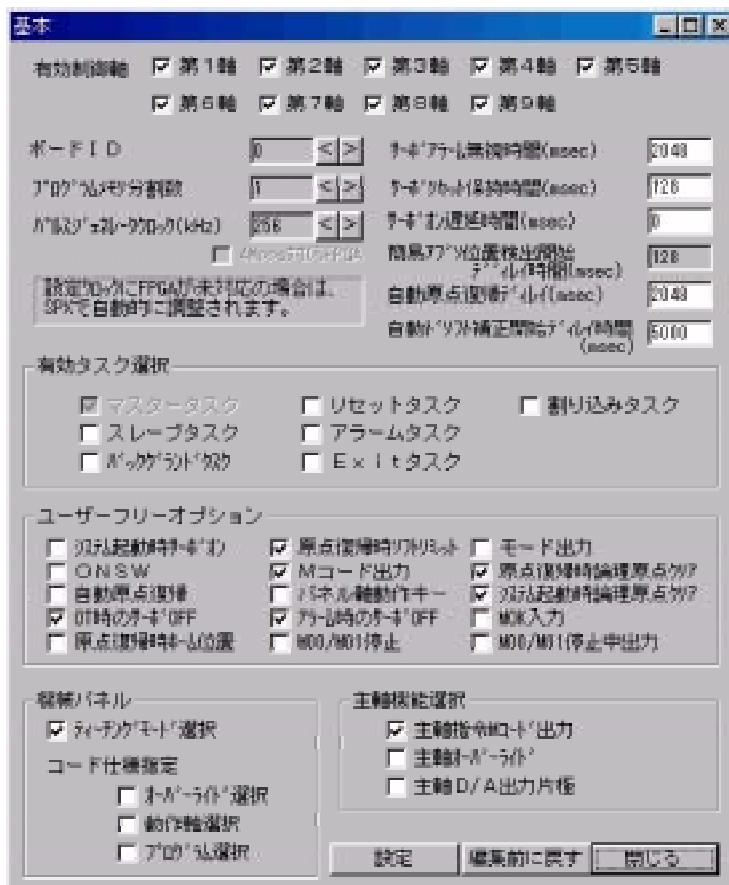 基本
有効制御軸 第1軸 第2軸 第3軸 第4軸 第5軸
第6軸 第7軸 第8軸 第9軸
ボードID 0 < >
サーボアラーム無視時間(msec) 2048
プログラムメモリ分割数 1 < >
サーボリセット保持時間(msec) 128
パルスジェネレータクロック(kHz) 256 < >
サーボオン遅延時間(msec) 0
簡易アブソ位置検出開始
ディレイ時間(msec) 128
設定クロックにFPGAが未対応の場合は、
SPXで自動的に調整されます。
自動原点復帰ディレイ(msec) 2048
自動ドリフト補正開始ディレイ時間
(msec) 5000
有効タスク選択
マスタータスク リセットタスク 割り込みタスク
スレーブタスク アラームタスク
バックグランドタスク Exitタスク
ユーザーフリーオプション
システム起動時サーボオン 原点復帰時ソフトリミット モード出力
ONSW Mコード出力 原点復帰時論理原点クリア
自動原点復帰 パネル軸動作キー システム起動時論理原点クリア
OT時のサーボOFF アラーム時のサーボOFF MOK入力
原点復帰時ホーム位置 M00/M01停止 M00/M01停止中出力
機械パネル
ティーチングモード選択
コード仕様指定
オーバーライド選択
動作軸選択
プログラム選択
主軸機能選択
主軸指令Mコード出力
主軸オーバーライド
主軸D/A出力片極
設定 編集前に戻す 閉じる